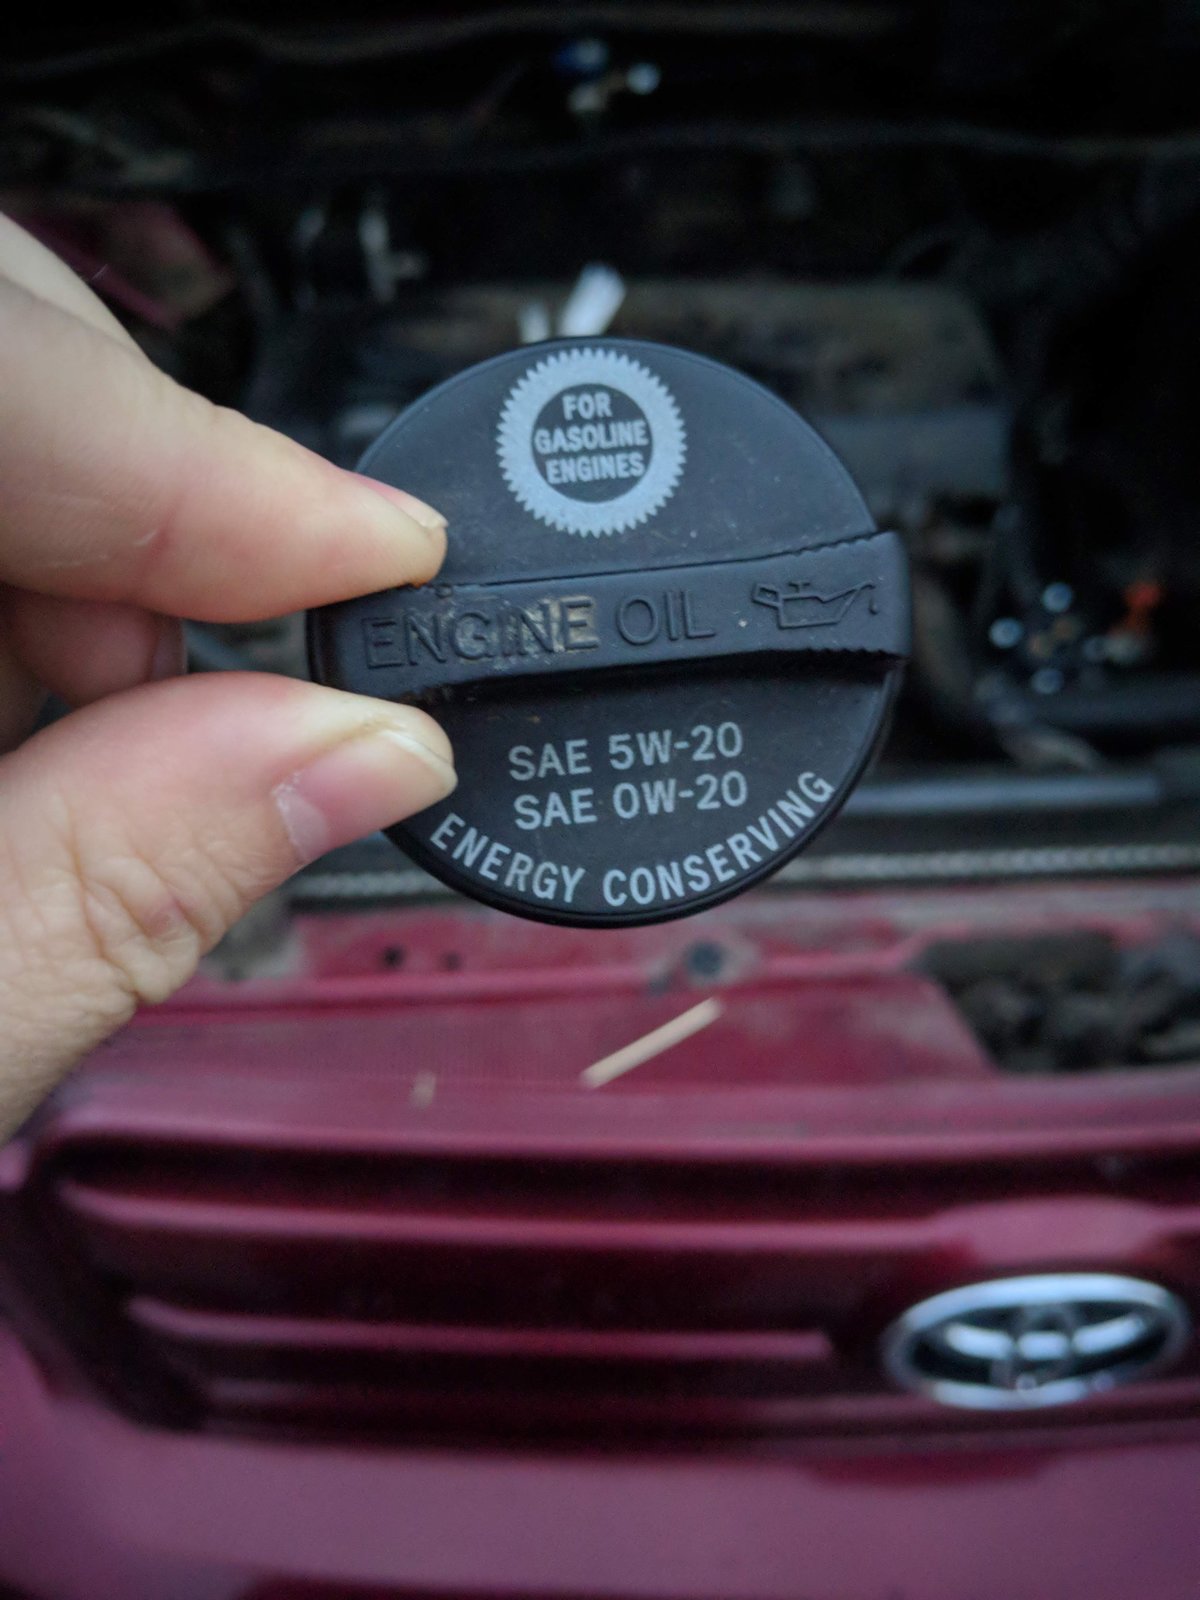 FOR
GASOLINE
ENGINES
ENGINE OIL
SAE 5W-20
SAE 0W-20
ENERGY CONSERVING